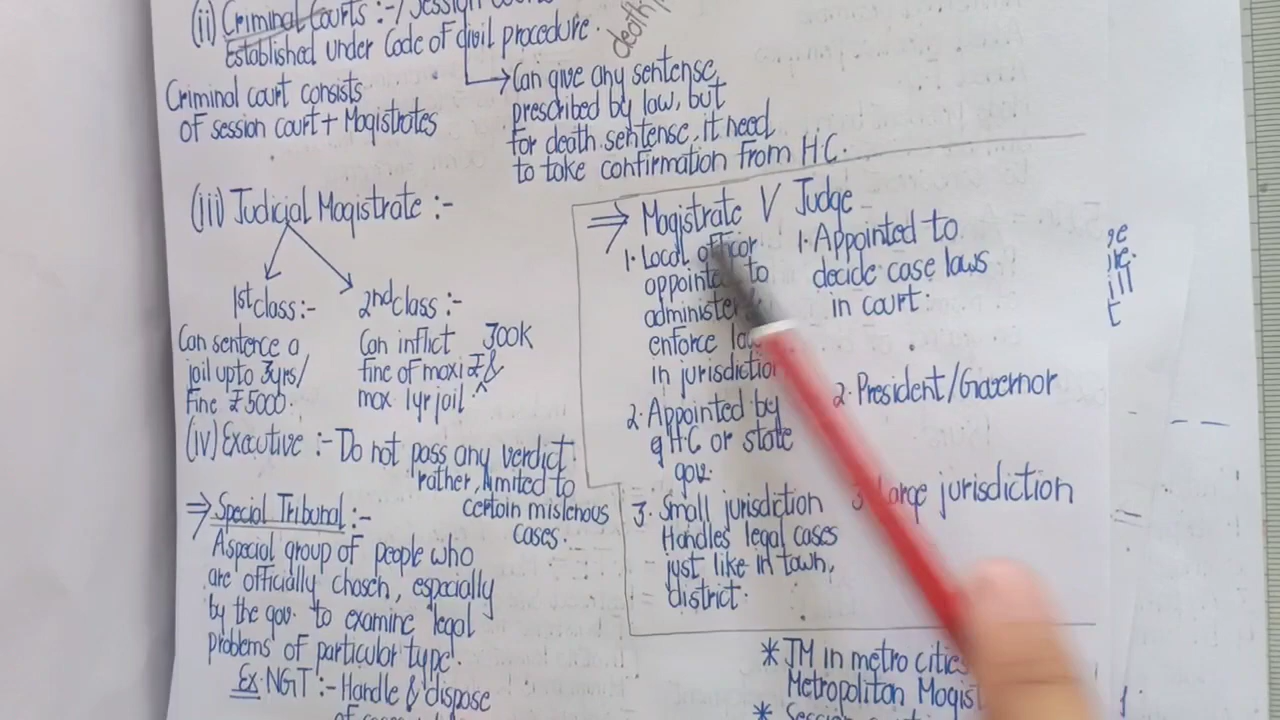 (ii) Criminal Courts :-/ Session
Established under Code of civil procedure.
death
Criminal court consists
of session court + Magistrates
Can give any sentence,
prescribed by law, but
for death sentence, it need
to take confirmation from H.C.
(iii) Judicial Magistrate :-
1st class :-
Can sentence a
jail upto 3yrs/
Fine ₹5000.
2nd class :-
Can inflict 300K
fine of maxi ₹ &
max 1yr jail.
(iv) Executive :- Do not pass any verdict
rather, limited to
certain
cases.
⇒ Special Tribunal :-
A special group of people who
are officially chosen, especially
by the gov. to examine legal
problems of particular type.
Ex. NGT :- Handle & dispose
⇒ Magistrate V Judge
1. Local officer
appointed to
administer
enforce
in jurisdiction
2. Appointed by
H.C or state
gov.
3. Small jurisdiction
Handles legal cases
just like in town,
district.
1. Appointed to
decide case laws
in court.
2. President/Governor
3. Large jurisdiction
* JM in metro cities
Metropolitan
*